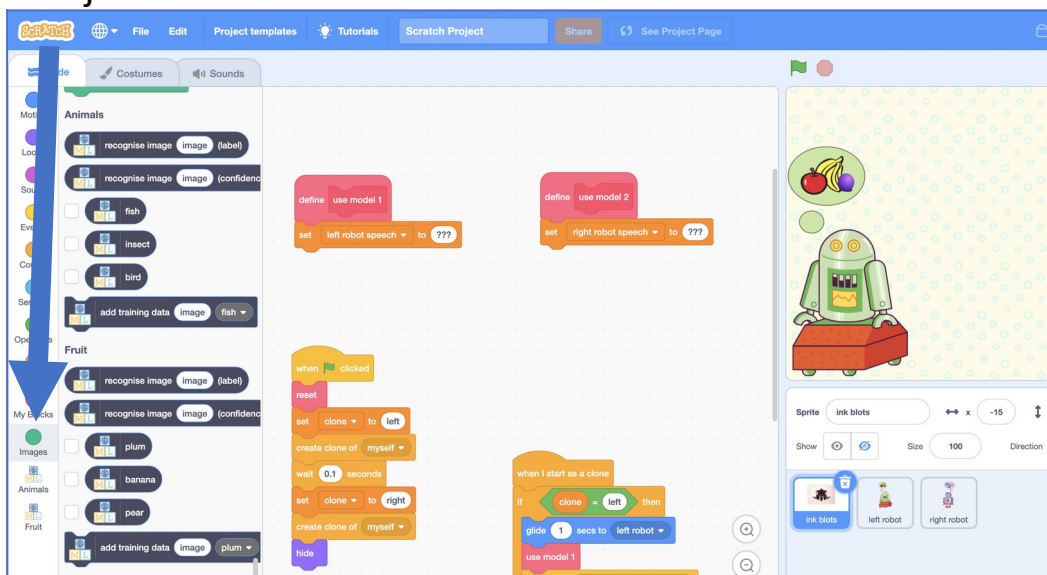 SCRATCH File Edit Project templates Tutorials Scratch Project Share See Project Page
Costumes Sounds
Animals
recognise image image (label)
recognise image image (confidenc
fish
insect
bird
add training data image fish
Fruit
recognise image image (label)
recognise image image (confidenc
plum
banana
pear
add training data image plum
My Blocks
Images
Animals
Fruit
define use model 1
set left robot speech to ???
define use model 2
set right robot speech to ???
when clicked
reset
set clone to left
create clone of myself
wait 0.1 seconds
set clone to right
create clone of myself
hide
when I start as a clone
if clone = left then
glide 1 secs to left robot
use model 1
Sprite ink blots x -15
Show Size 100 Direction
ink blots left robot right robot